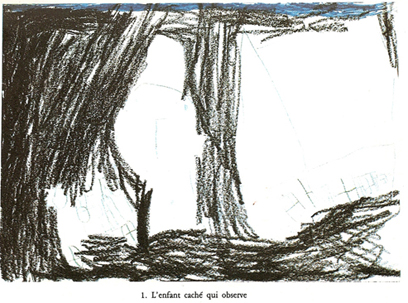 1. L'enfant caché qui observe